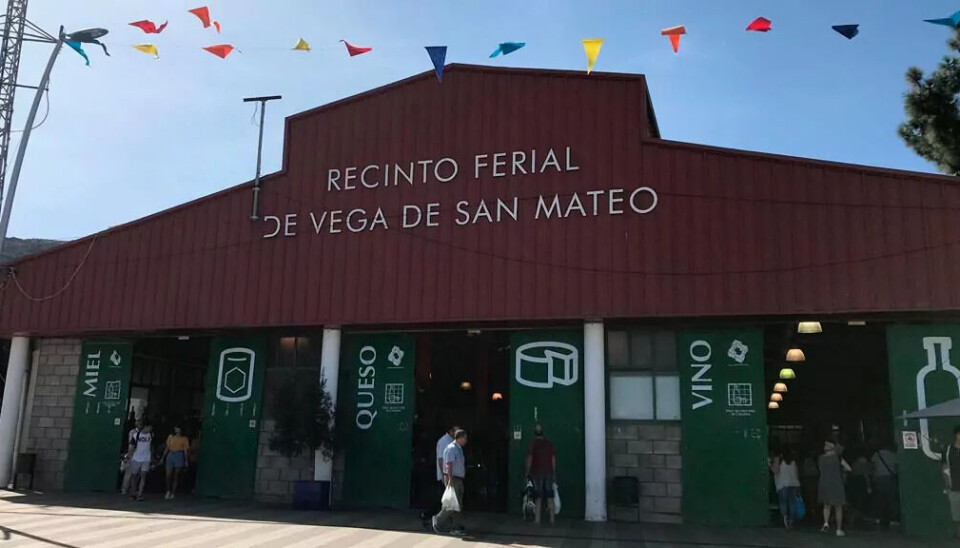 RECINTO FERIAL
DE VEGA DE SAN MATEO
MIEL
QUESO
VINO